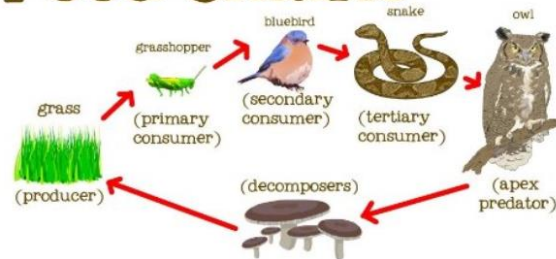 grass
(producer)
grasshopper
(primary
consumer)
bluebird
(secondary
consumer)
snake
(tertiary
consumer)
owl
(apex
predator)
(decomposers)